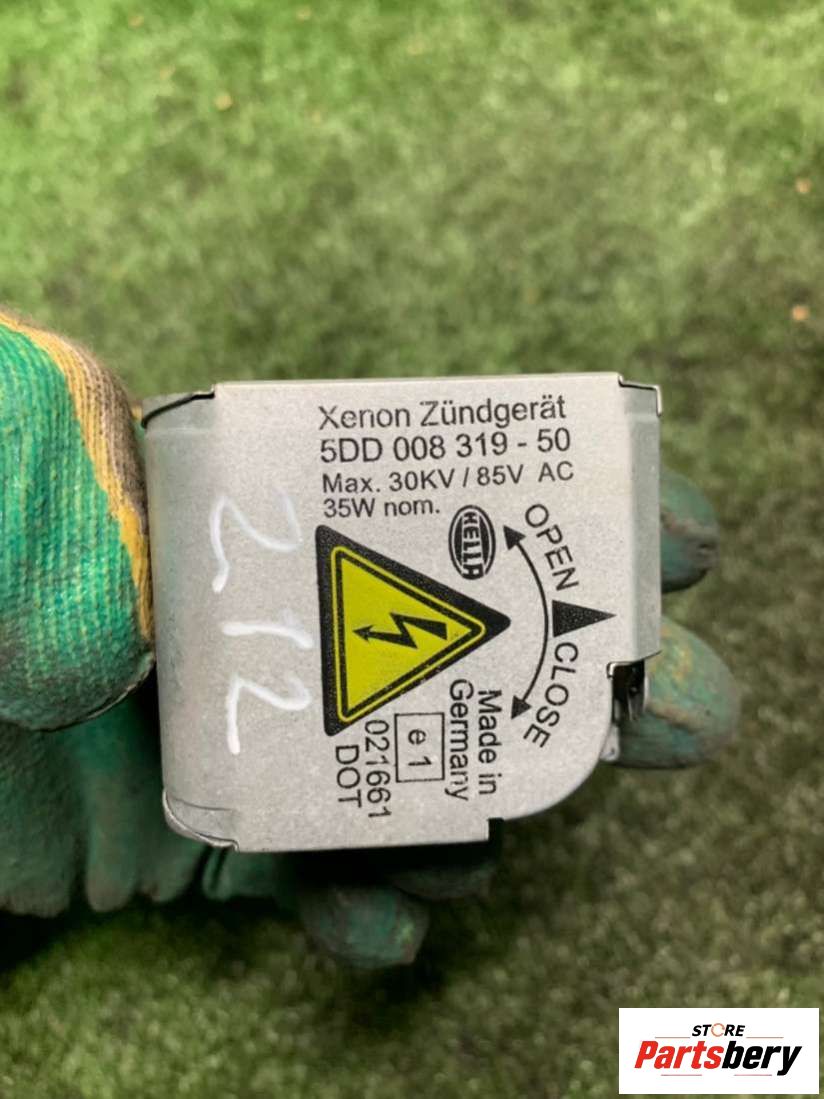 Xenon Zündgerät
5DD 008 319 - 50
Max. 30KV / 85V AC
35W nom.
HELLA
OPEN
CLOSE
Made in
Germany
e 1
021661
DOT
212
STORE
Partsbery